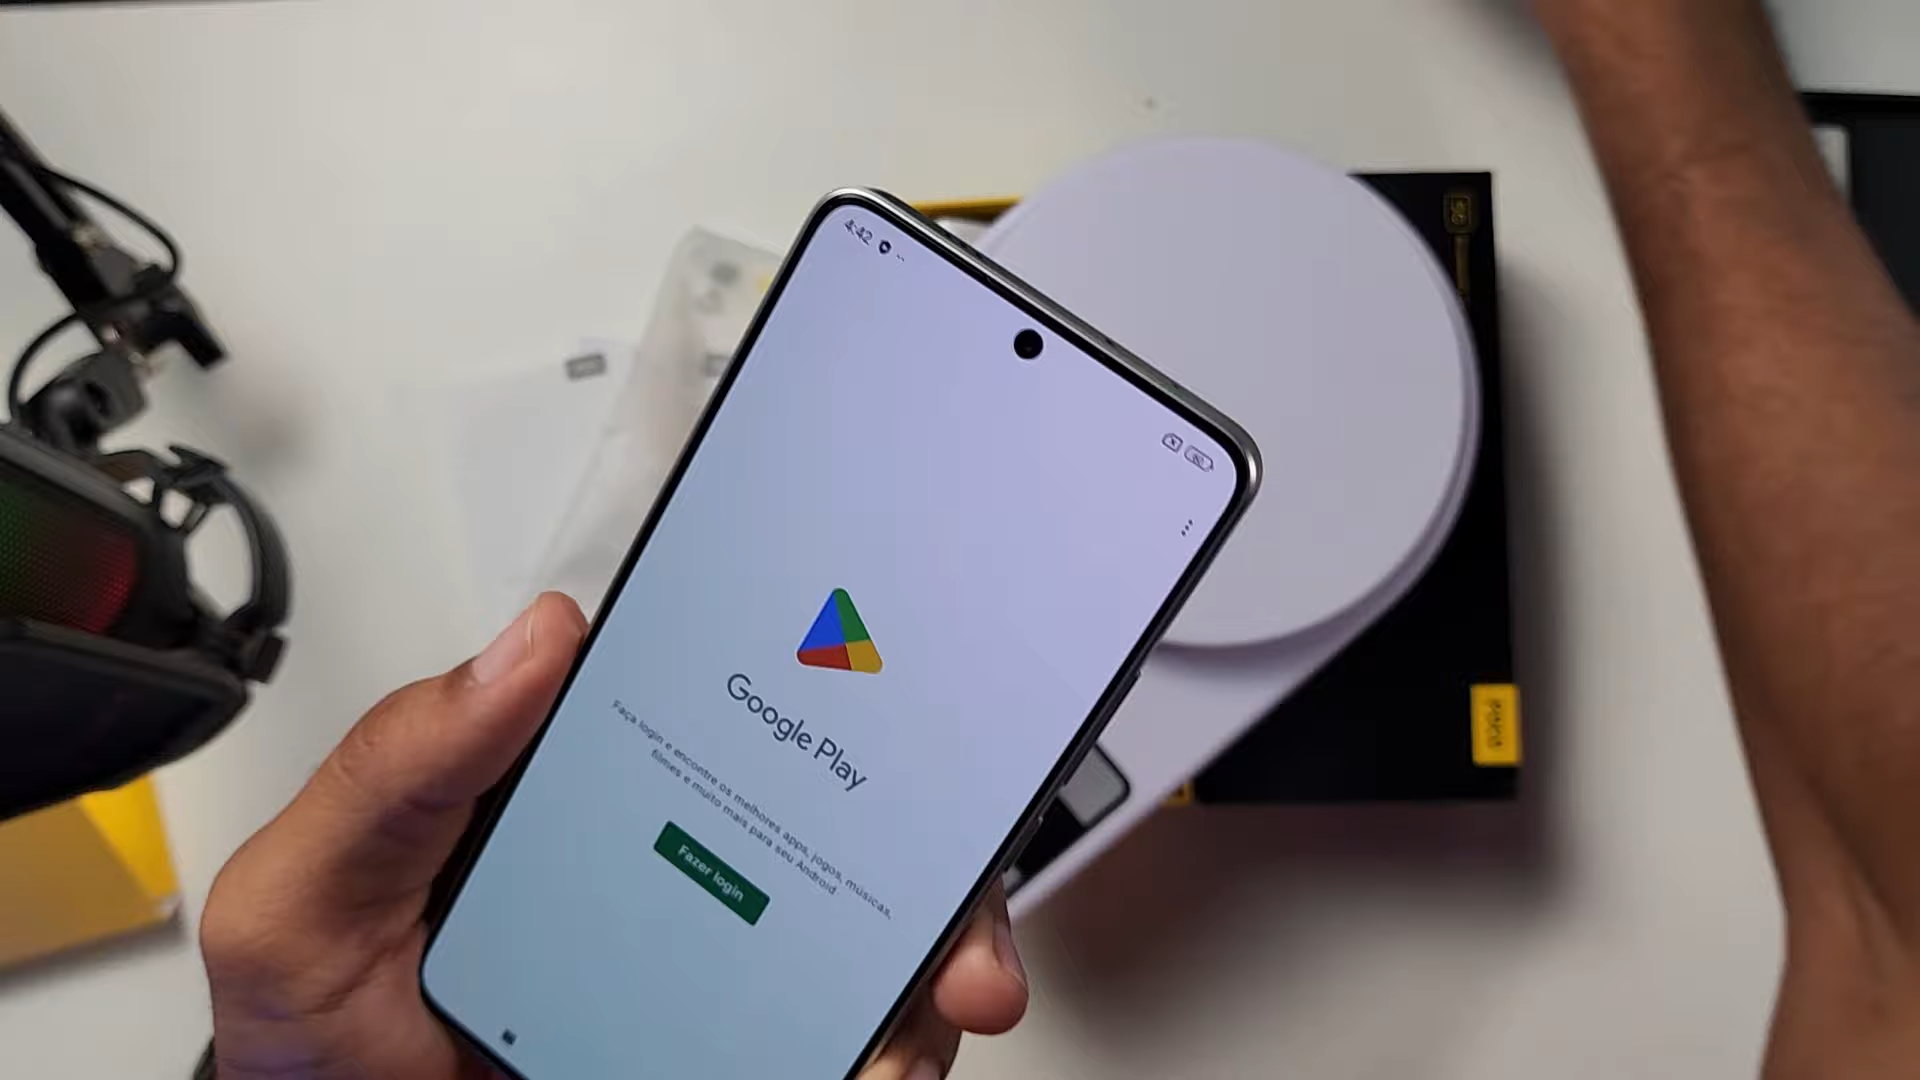 4:42
Google Play
Faça login e encontre os melhores apps, jogos, músicas,
filmes e muito mais para seu Android
Fazer login
5G